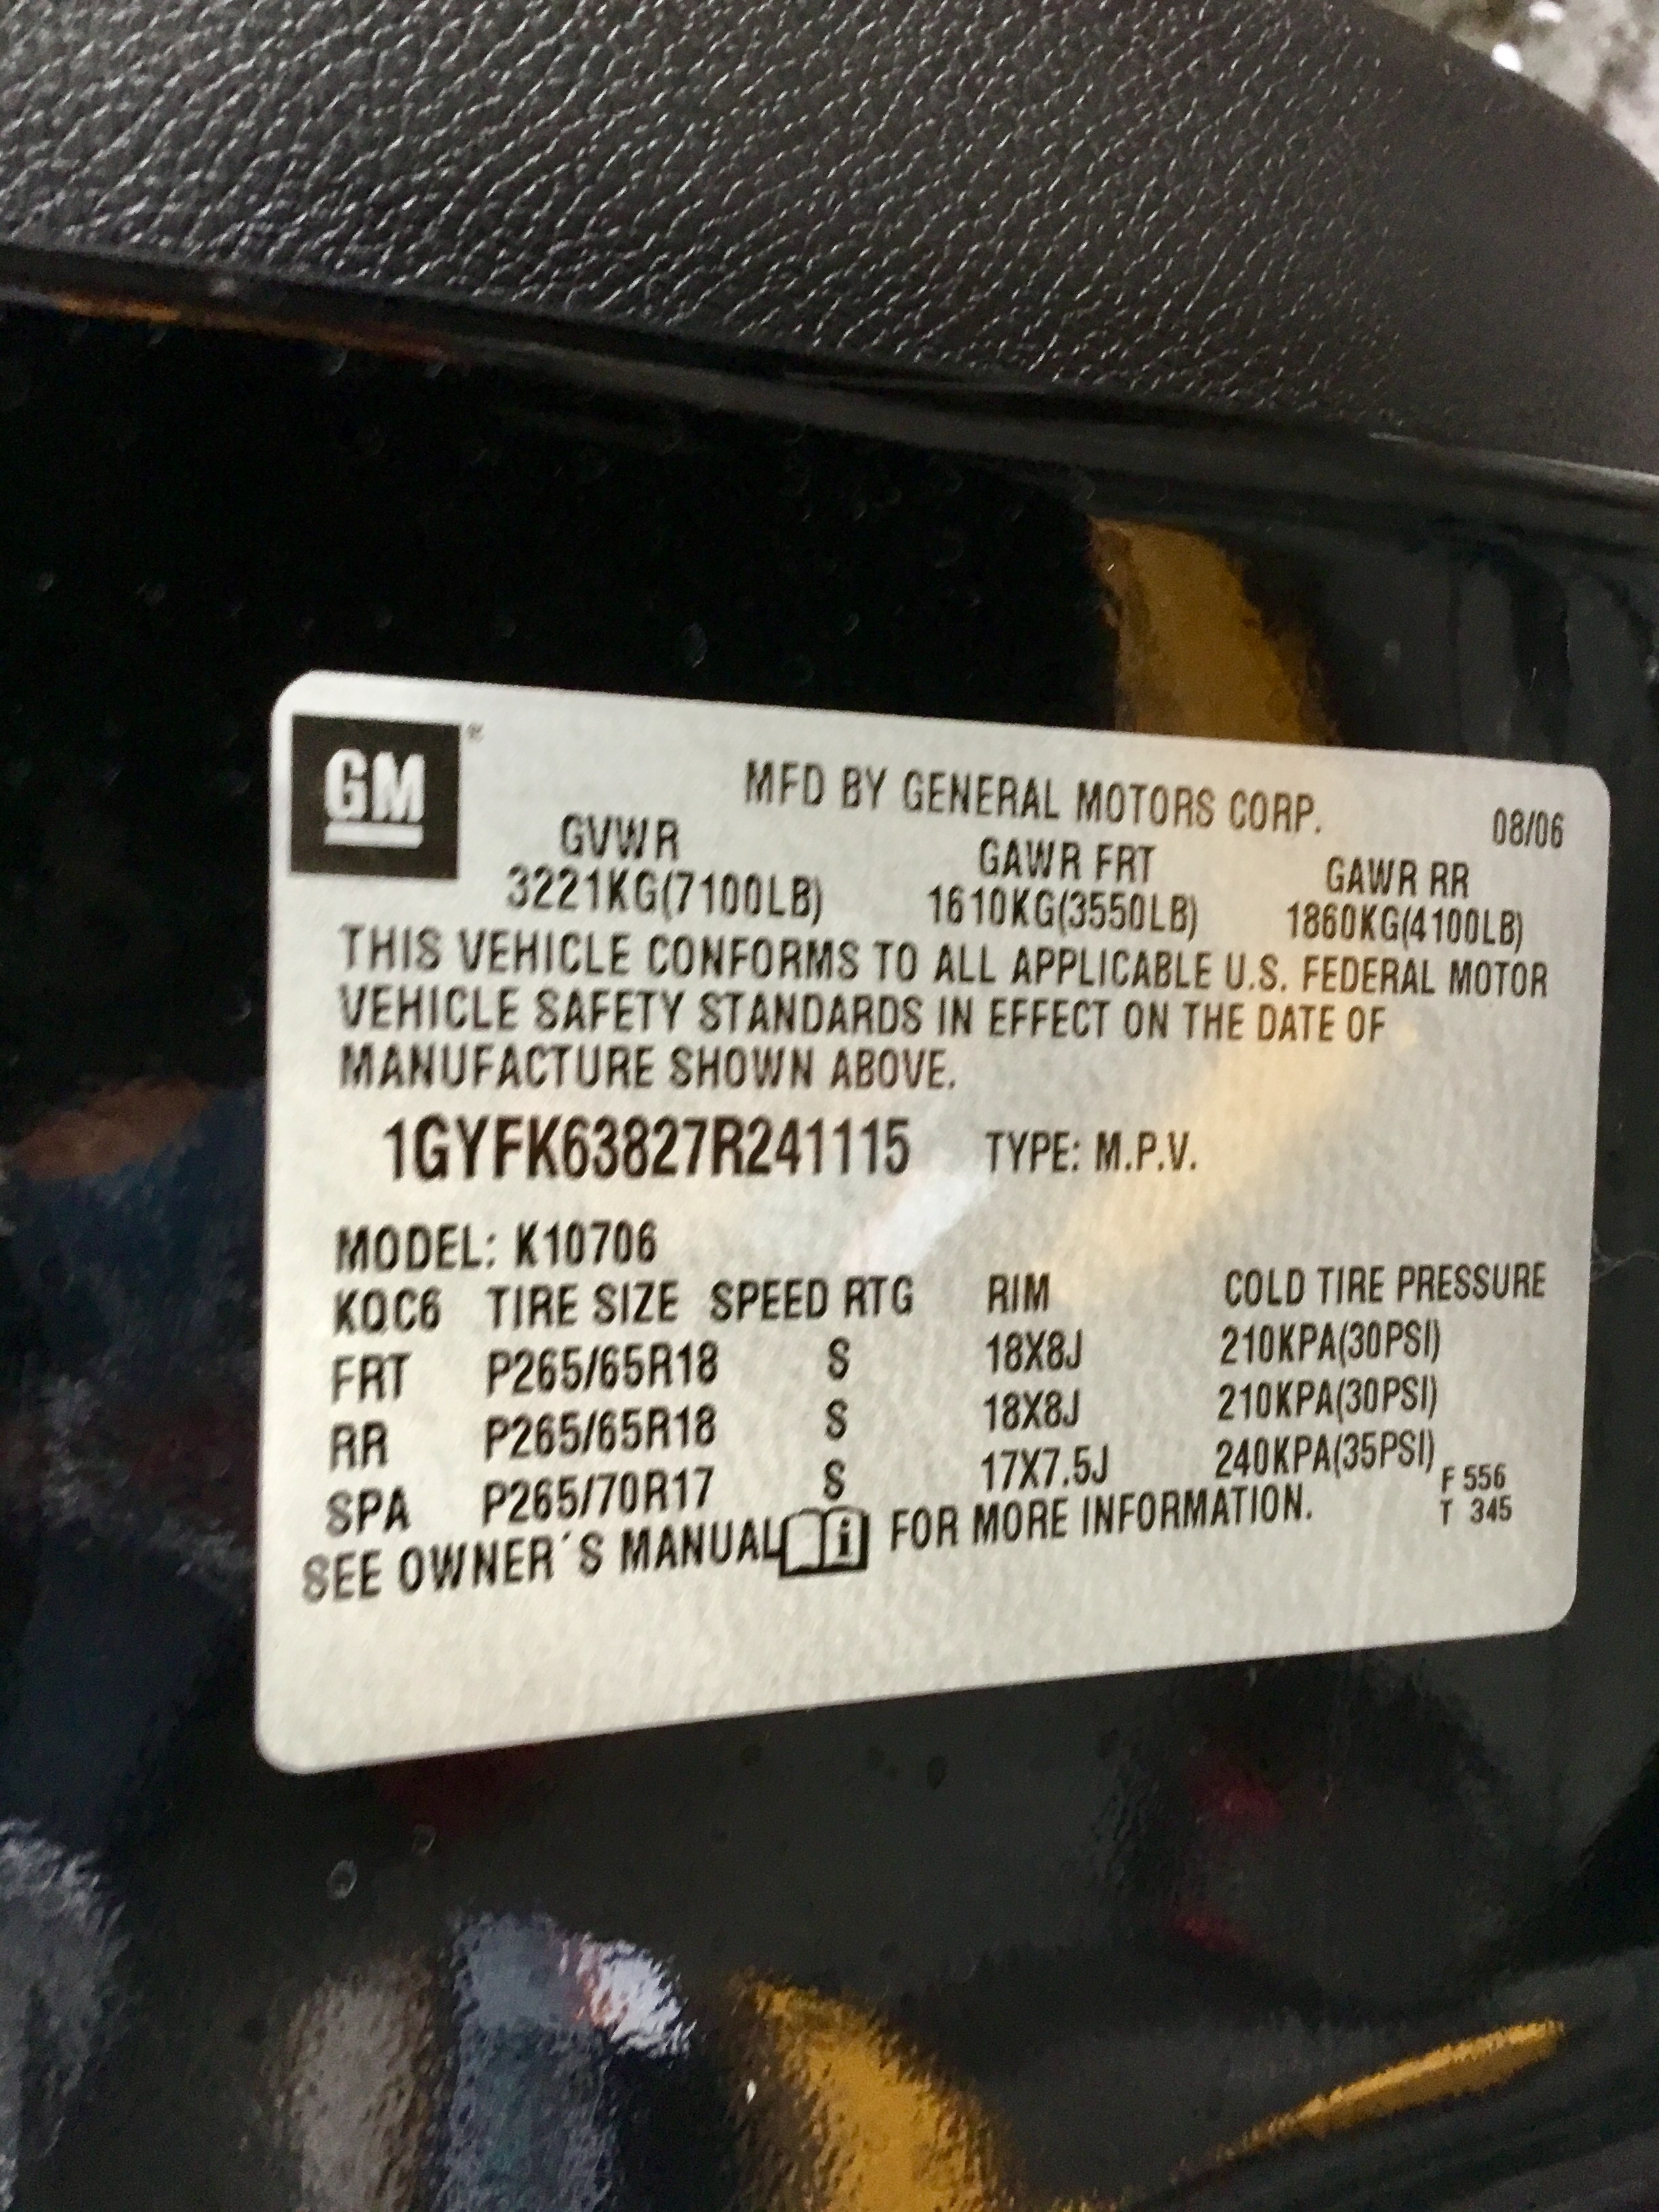 GM®
MFD BY GENERAL MOTORS CORP. 08/06
GVWR GAWR FRT GAWR RR
3221KG(7100LB) 1610KG(3550LB) 1860KG(4100LB)
THIS VEHICLE CONFORMS TO ALL APPLICABLE U.S. FEDERAL MOTOR
VEHICLE SAFETY STANDARDS IN EFFECT ON THE DATE OF
MANUFACTURE SHOWN ABOVE.
1GYFK63827R241115 TYPE: M.P.V.
MODEL: K10706
KQC6 TIRE SIZE SPEED RTG RIM COLD TIRE PRESSURE
FRT P265/65R18 S 18X8J 210KPA(30PSI)
RR P265/65R18 S 18X8J 210KPA(30PSI)
SPA P265/70R17 S 17X7.5J 240KPA(35PSI) F 556
SEE OWNER´S MANUAL i FOR MORE INFORMATION. T 345